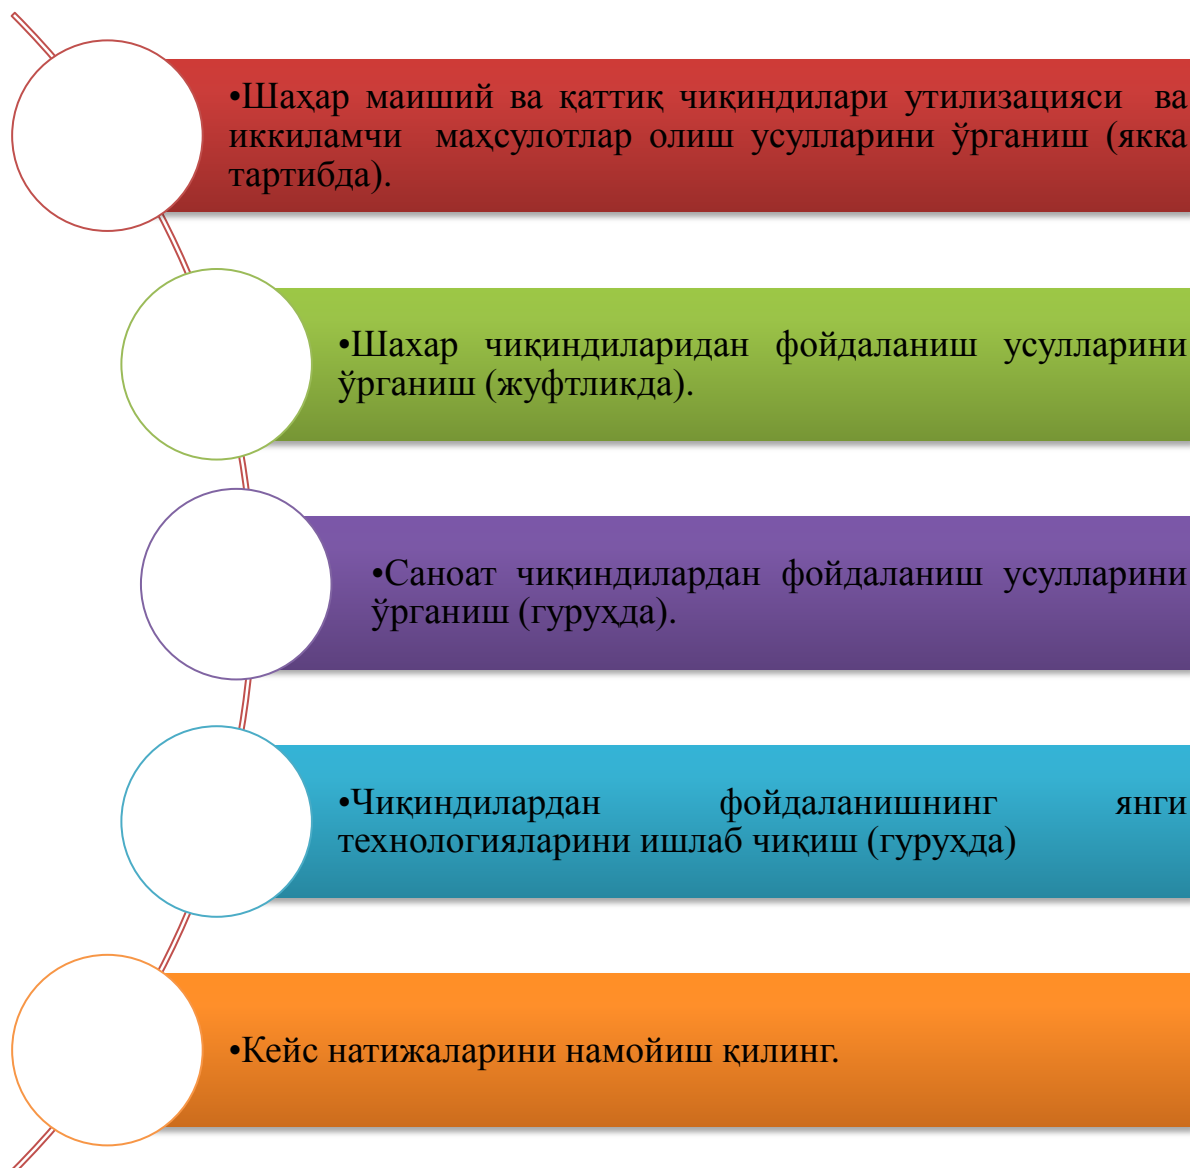 •Шаҳар маиший ва қаттиқ чиқиндилари утилизацияси ва
иккиламчи маҳсулотлар олиш усулларини ўрганиш (якка
тартибда).
•Шахар чиқиндиларидан фойдаланиш усулларини
ўрганиш (жуфтликда).
•Саноат чиқиндилардан фойдаланиш усулларини
ўрганиш (гуруҳда).
•Чиқиндилардан фойдаланишнинг янги
технологияларини ишлаб чиқиш (гуруҳда)
•Кейс натижаларини намойиш қилинг.